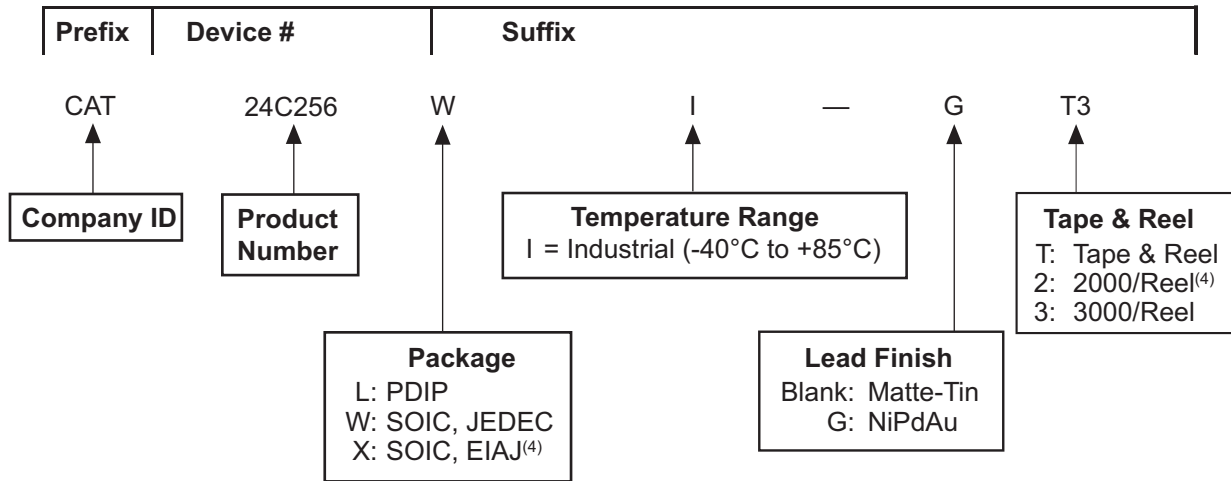 Prefix Device # Suffix
CAT 24C256 W I — G T3
Company ID
Product
Number
Temperature Range
I = Industrial (-40°C to +85°C)
Tape & Reel
T: Tape & Reel
2: 2000/Reel(4)
3: 3000/Reel
Package
L: PDIP
W: SOIC, JEDEC
X: SOIC, EIAJ(4)
Lead Finish
Blank: Matte-Tin
G: NiPdAu